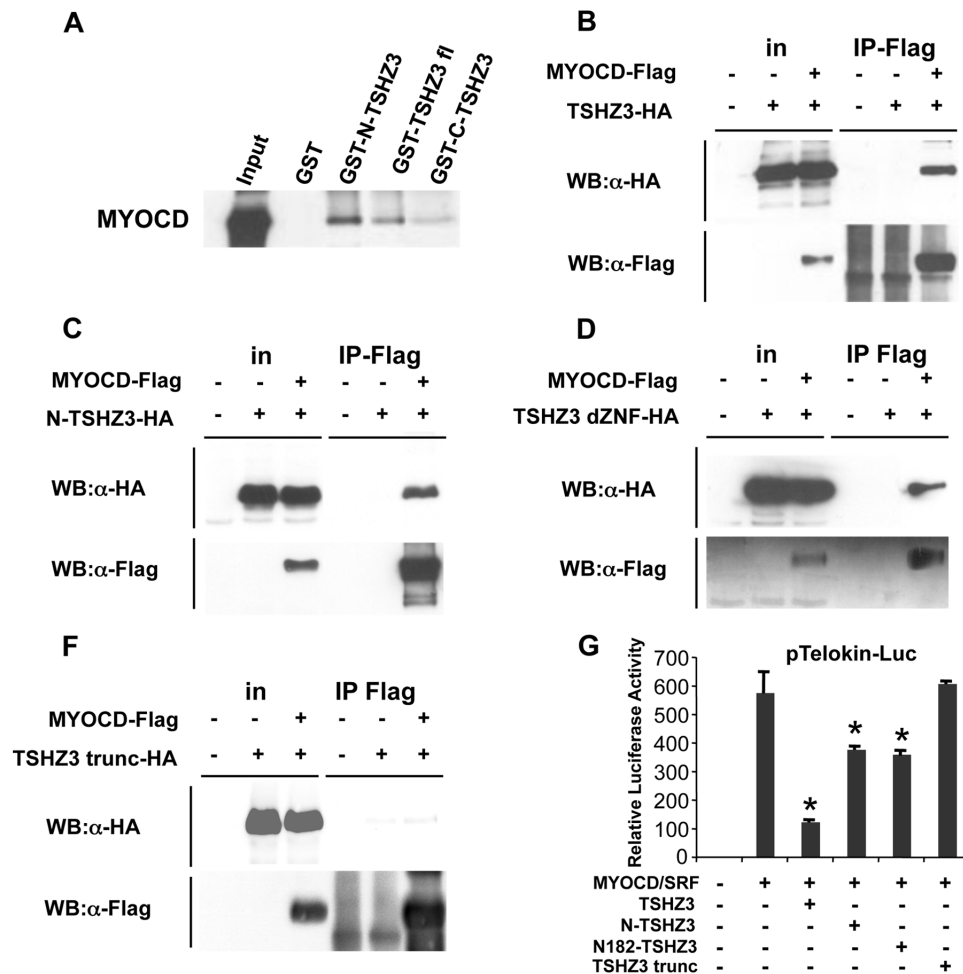 A
Input
GST
GST-N-TSHZ3
GST-TSHZ3 fl
GST-C-TSHZ3
MYOCD
B
in IP-Flag
MYOCD-Flag - - + - - +
TSHZ3-HA - + + - + +
WB:α-HA
WB:α-Flag
C
in IP-Flag
MYOCD-Flag - - + - - +
N-TSHZ3-HA - + + - + +
WB:α-HA
WB:α-Flag
D
in IP Flag
MYOCD-Flag - - + - - +
TSHZ3 dZNF-HA - + + - + +
WB:α-HA
WB:α-Flag
F
in IP Flag
MYOCD-Flag - - + - - +
TSHZ3 trunc-HA - + + - + +
WB:α-HA
WB:α-Flag
G
pTelokin-Luc
Relative Luciferase Activity
700
600
500
400
300
200
100
0
* * *
MYOCD/SRF - + + + + +
TSHZ3 - - + - - -
N-TSHZ3 - - - + - -
N182-TSHZ3 - - - - + -
TSHZ3 trunc - - - - - +